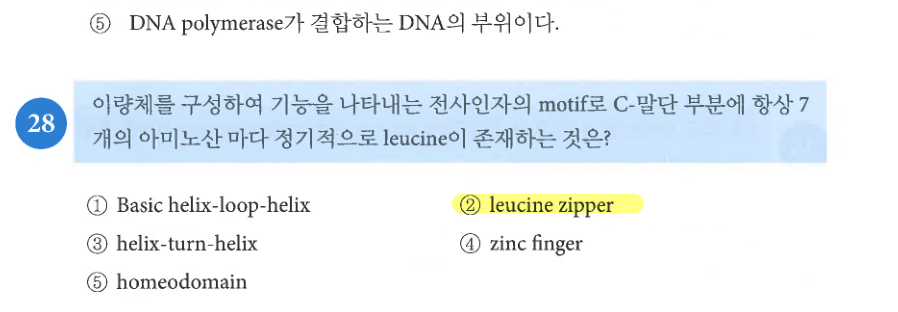 ⑤ DNA polymerase가 결합하는 DNA의 부위이다.
28
이량체를 구성하여 기능을 나타내는 전사인자의 motif로 C-말단 부분에 항상 7
개의 아미노산 마다 정기적으로 leucine이 존재하는 것은?
① Basic helix-loop-helix
② leucine zipper
③ helix-turn-helix
④ zinc finger
⑤ homeodomain